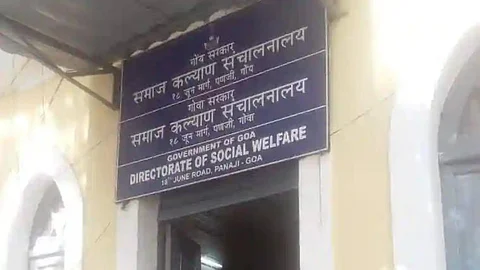 गोंय सरकार
समाज कल्याण संचालनालय
१८ जून मार्ग, पणजी, गोंय
गोवा सरकार
समाज कल्याण संचालनालय
१८ जून मार्ग, पणजी, गोवा
GOVERNMENT OF GOA
DIRECTORATE OF SOCIAL WELFARE
18TH JUNE ROAD, PANAJI - GOA